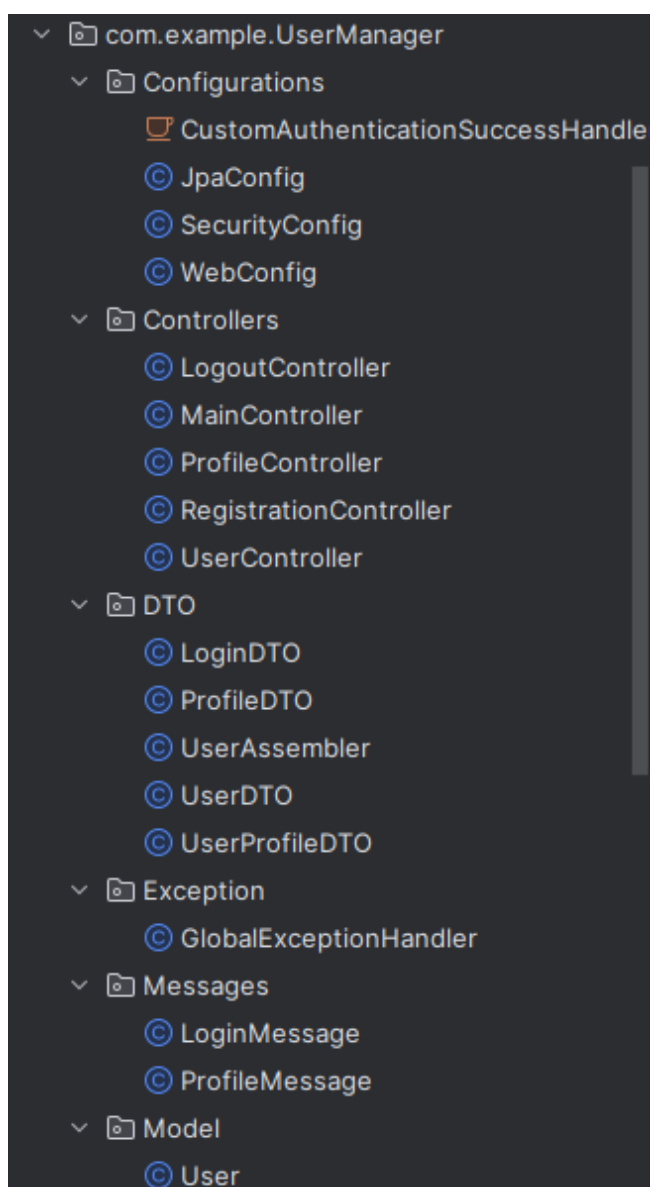 com.example.UserManager
Configurations
CustomAuthenticationSuccessHandle
JpaConfig
SecurityConfig
WebConfig
Controllers
LogoutController
MainController
ProfileController
RegistrationController
UserController
DTO
LoginDTO
ProfileDTO
UserAssembler
UserDTO
UserProfileDTO
Exception
GlobalExceptionHandler
Messages
LoginMessage
ProfileMessage
Model
User